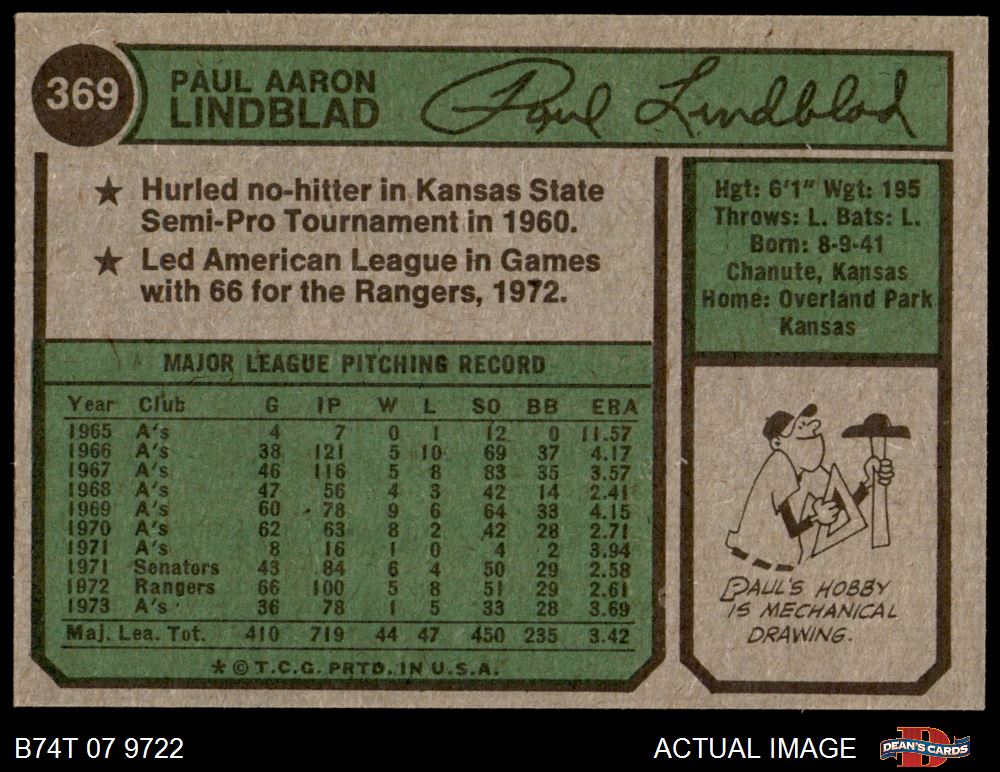 369
PAUL AARON
LINDBLAD
Paul Lindblad
★ Hurled no-hitter in Kansas State
Semi-Pro Tournament in 1960.
★ Led American League in Games
with 66 for the Rangers, 1972.
Hgt: 6'1" Wgt: 195
Throws: L. Bats: L.
Born: 8-9-41
Chanute, Kansas
Home: Overland Park
Kansas
MAJOR LEAGUE PITCHING RECORD
Year Club G IP W L SO BB ERA
1965 A's 4 7 0 1 12 0 11.57
1966 A's 38 121 5 10 69 37 4.17
1967 A's 46 116 5 8 83 35 3.57
1968 A's 47 56 4 3 42 14 2.41
1969 A's 60 78 9 6 64 33 4.15
1970 A's 62 63 8 2 42 28 2.71
1971 A's 8 16 1 0 4 2 3.94
1971 Senators 43 84 6 4 50 29 2.58
1972 Rangers 66 100 5 8 51 29 2.61
1973 A's 36 78 1 5 33 28 3.69
Maj. Lea. Tot. 410 719 44 47 450 235 3.42
* © T.C.G. PRTD. IN U.S.A.
PAUL'S HOBBY
IS MECHANICAL
DRAWING.
B74T 07 9722
ACTUAL IMAGE
D
DEAN'S CARDS